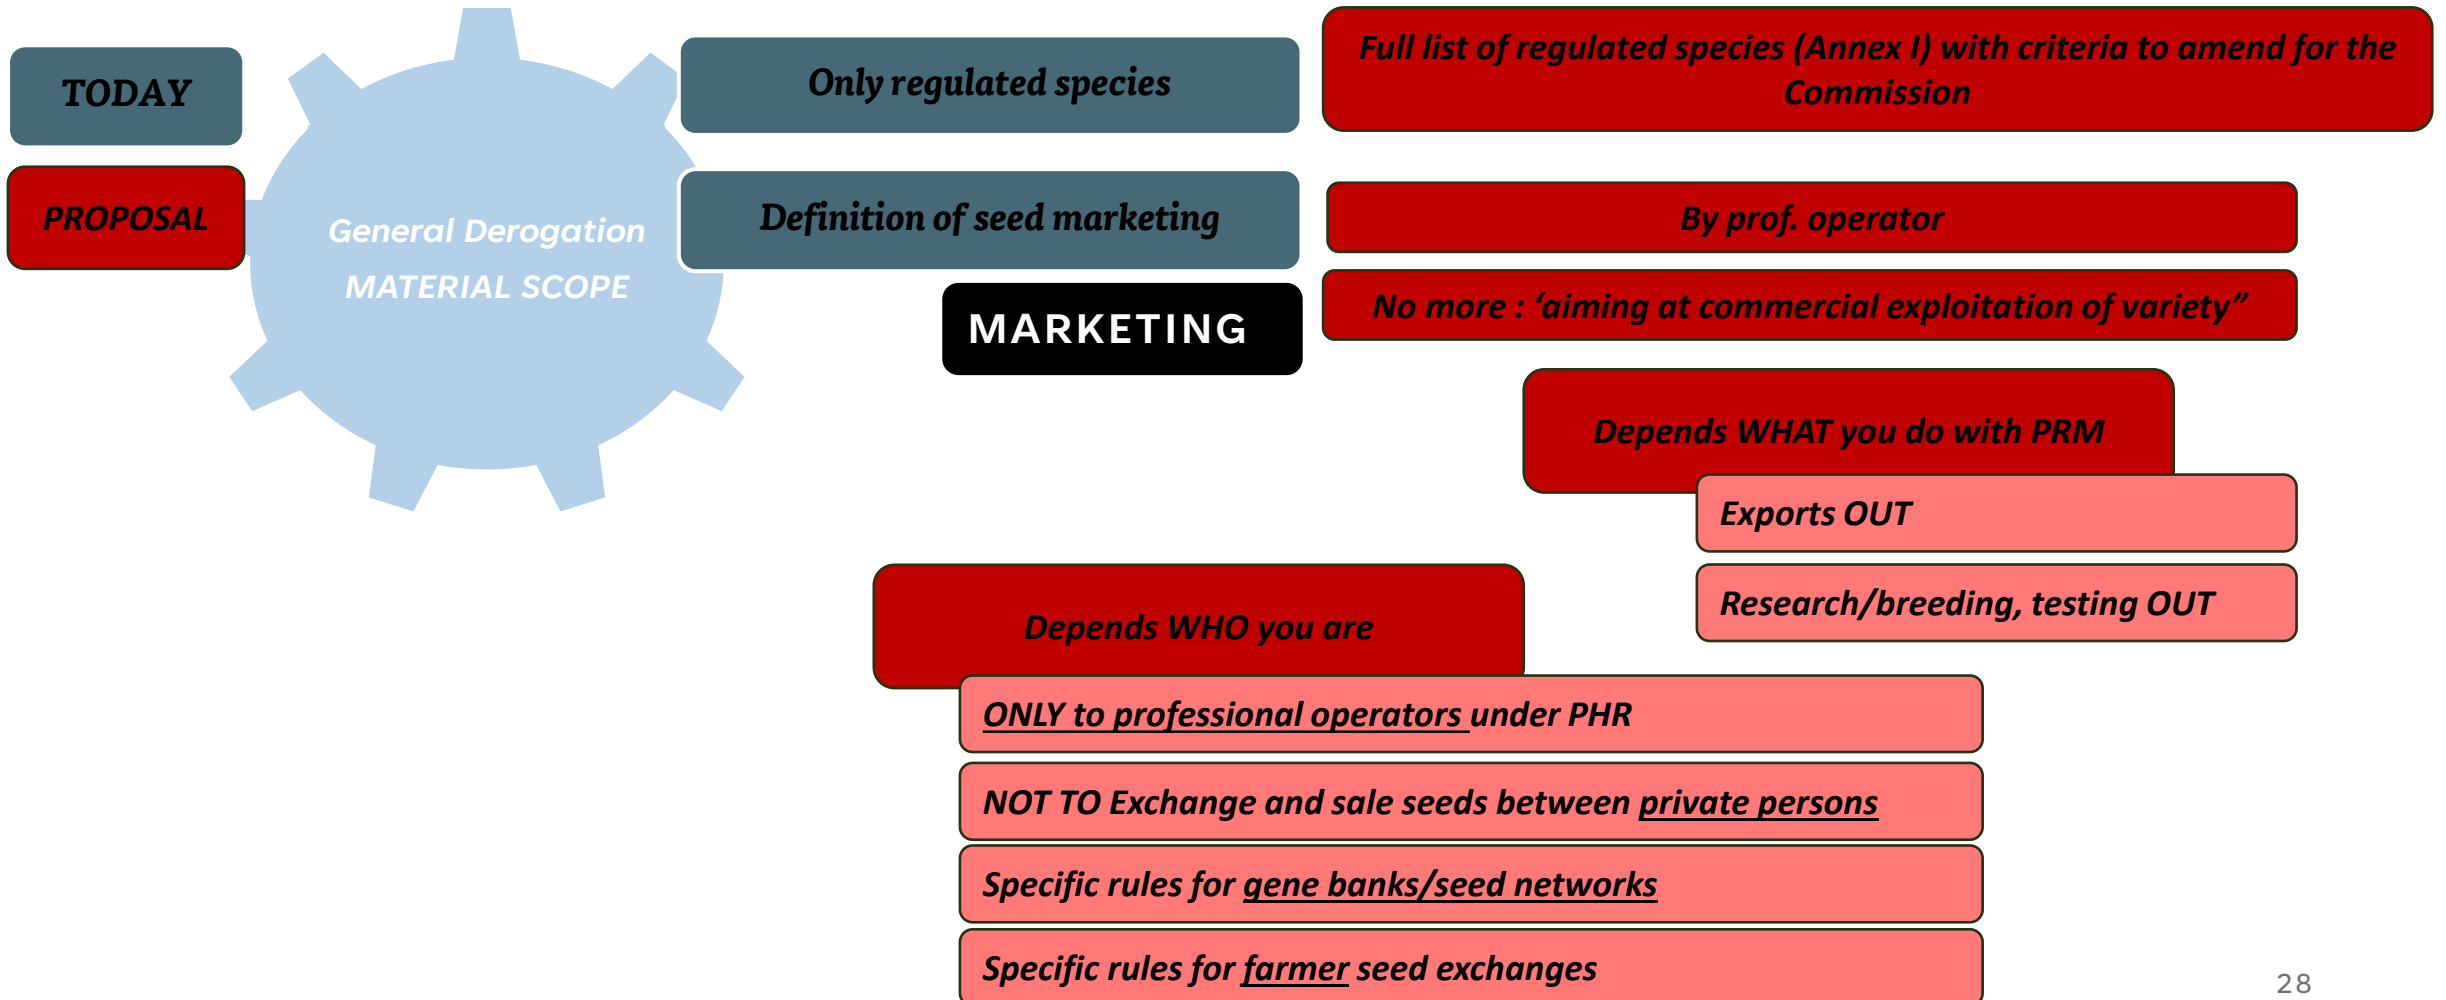 TODAY
PROPOSAL
General Derogation
MATERIAL SCOPE
Only regulated species
Full list of regulated species (Annex I) with criteria to amend for the
Commission
Definition of seed marketing
By prof. operator
MARKETING
No more : ‘aiming at commercial exploitation of variety”
Depends WHAT you do with PRM
Exports OUT
Research/breeding, testing OUT
Depends WHO you are
ONLY to professional operators under PHR
NOT TO Exchange and sale seeds between private persons
Specific rules for gene banks/seed networks
Specific rules for farmer seed exchanges
28